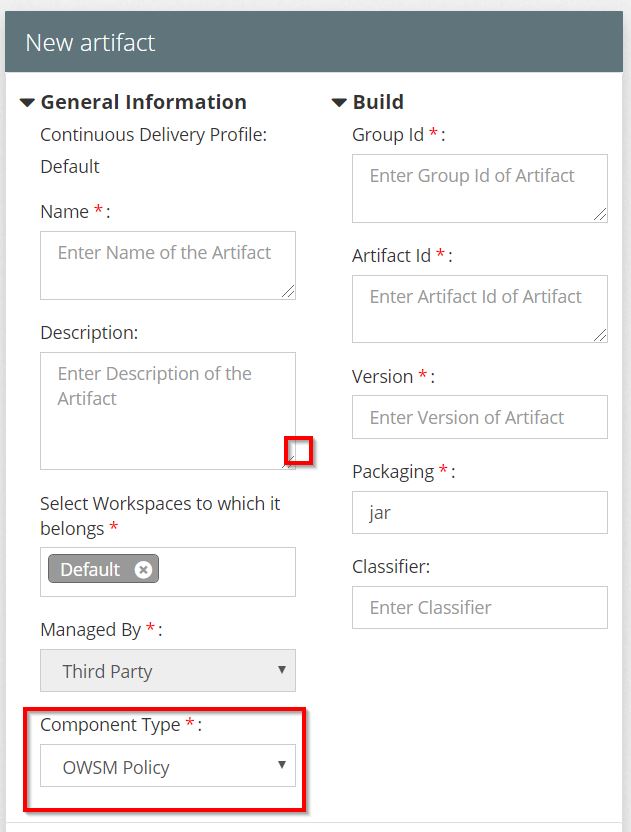 New artifact
General Information
Continuous Delivery Profile:
Default
Name * :
Enter Name of the Artifact
Description:
Enter Description of the
Artifact
Select Workspaces to which it
belongs *
Default
Managed By * :
Third Party
Component Type * :
OWSM Policy
Build
Group Id * :
Enter Group Id of Artifact
Artifact Id * :
Enter Artifact Id of Artifact
Version * :
Enter Version of Artifact
Packaging * :
jar
Classifier:
Enter Classifier